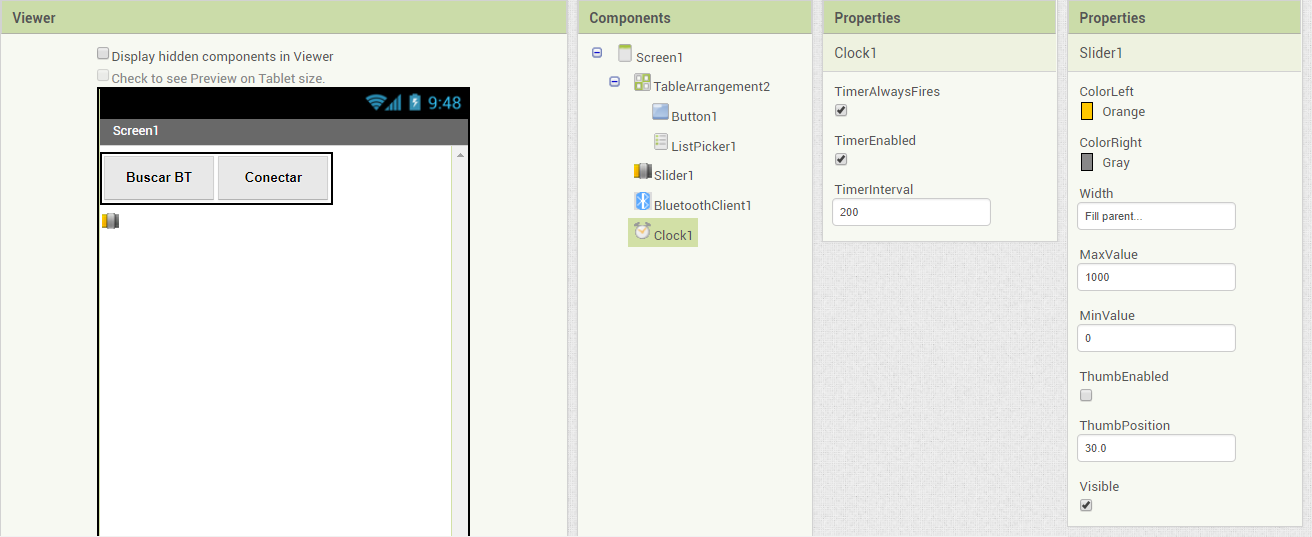 Viewer
Display hidden components in Viewer
Check to see Preview on Tablet size.
9:48
Screen1
Buscar BT
Conectar
Components
Screen1
TableArrangement2
Button1
ListPicker1
Slider1
BluetoothClient1
Clock1
Properties
Clock1
TimerAlwaysFires
TimerEnabled
TimerInterval
200
Properties
Slider1
ColorLeft
Orange
ColorRight
Gray
Width
Fill parent...
MaxValue
1000
MinValue
0
ThumbEnabled
ThumbPosition
30.0
Visible